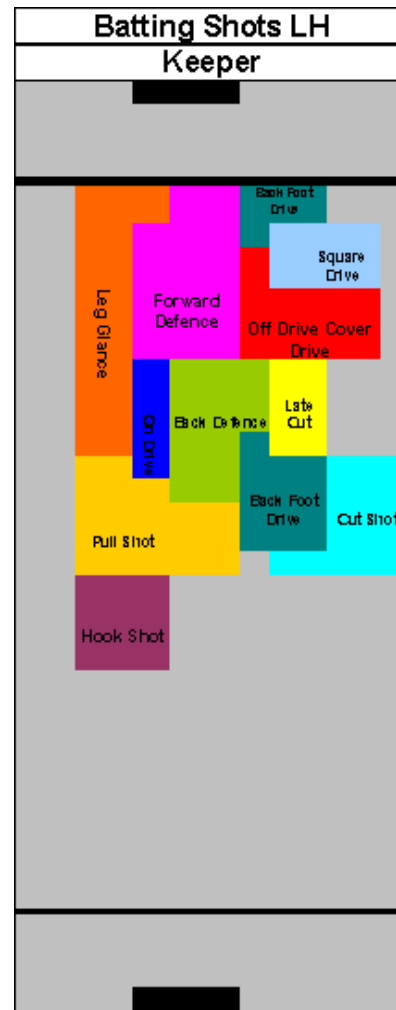 Batting Shots LH
Keeper
Back Foot
Drive
Square
Drive
Leg Glance
Forward
Defence
Off Drive Cover
Drive
On Drive
Back Defence
Late
Cut
Back Foot
Drive
Cut Shot
Pull Shot
Hook Shot